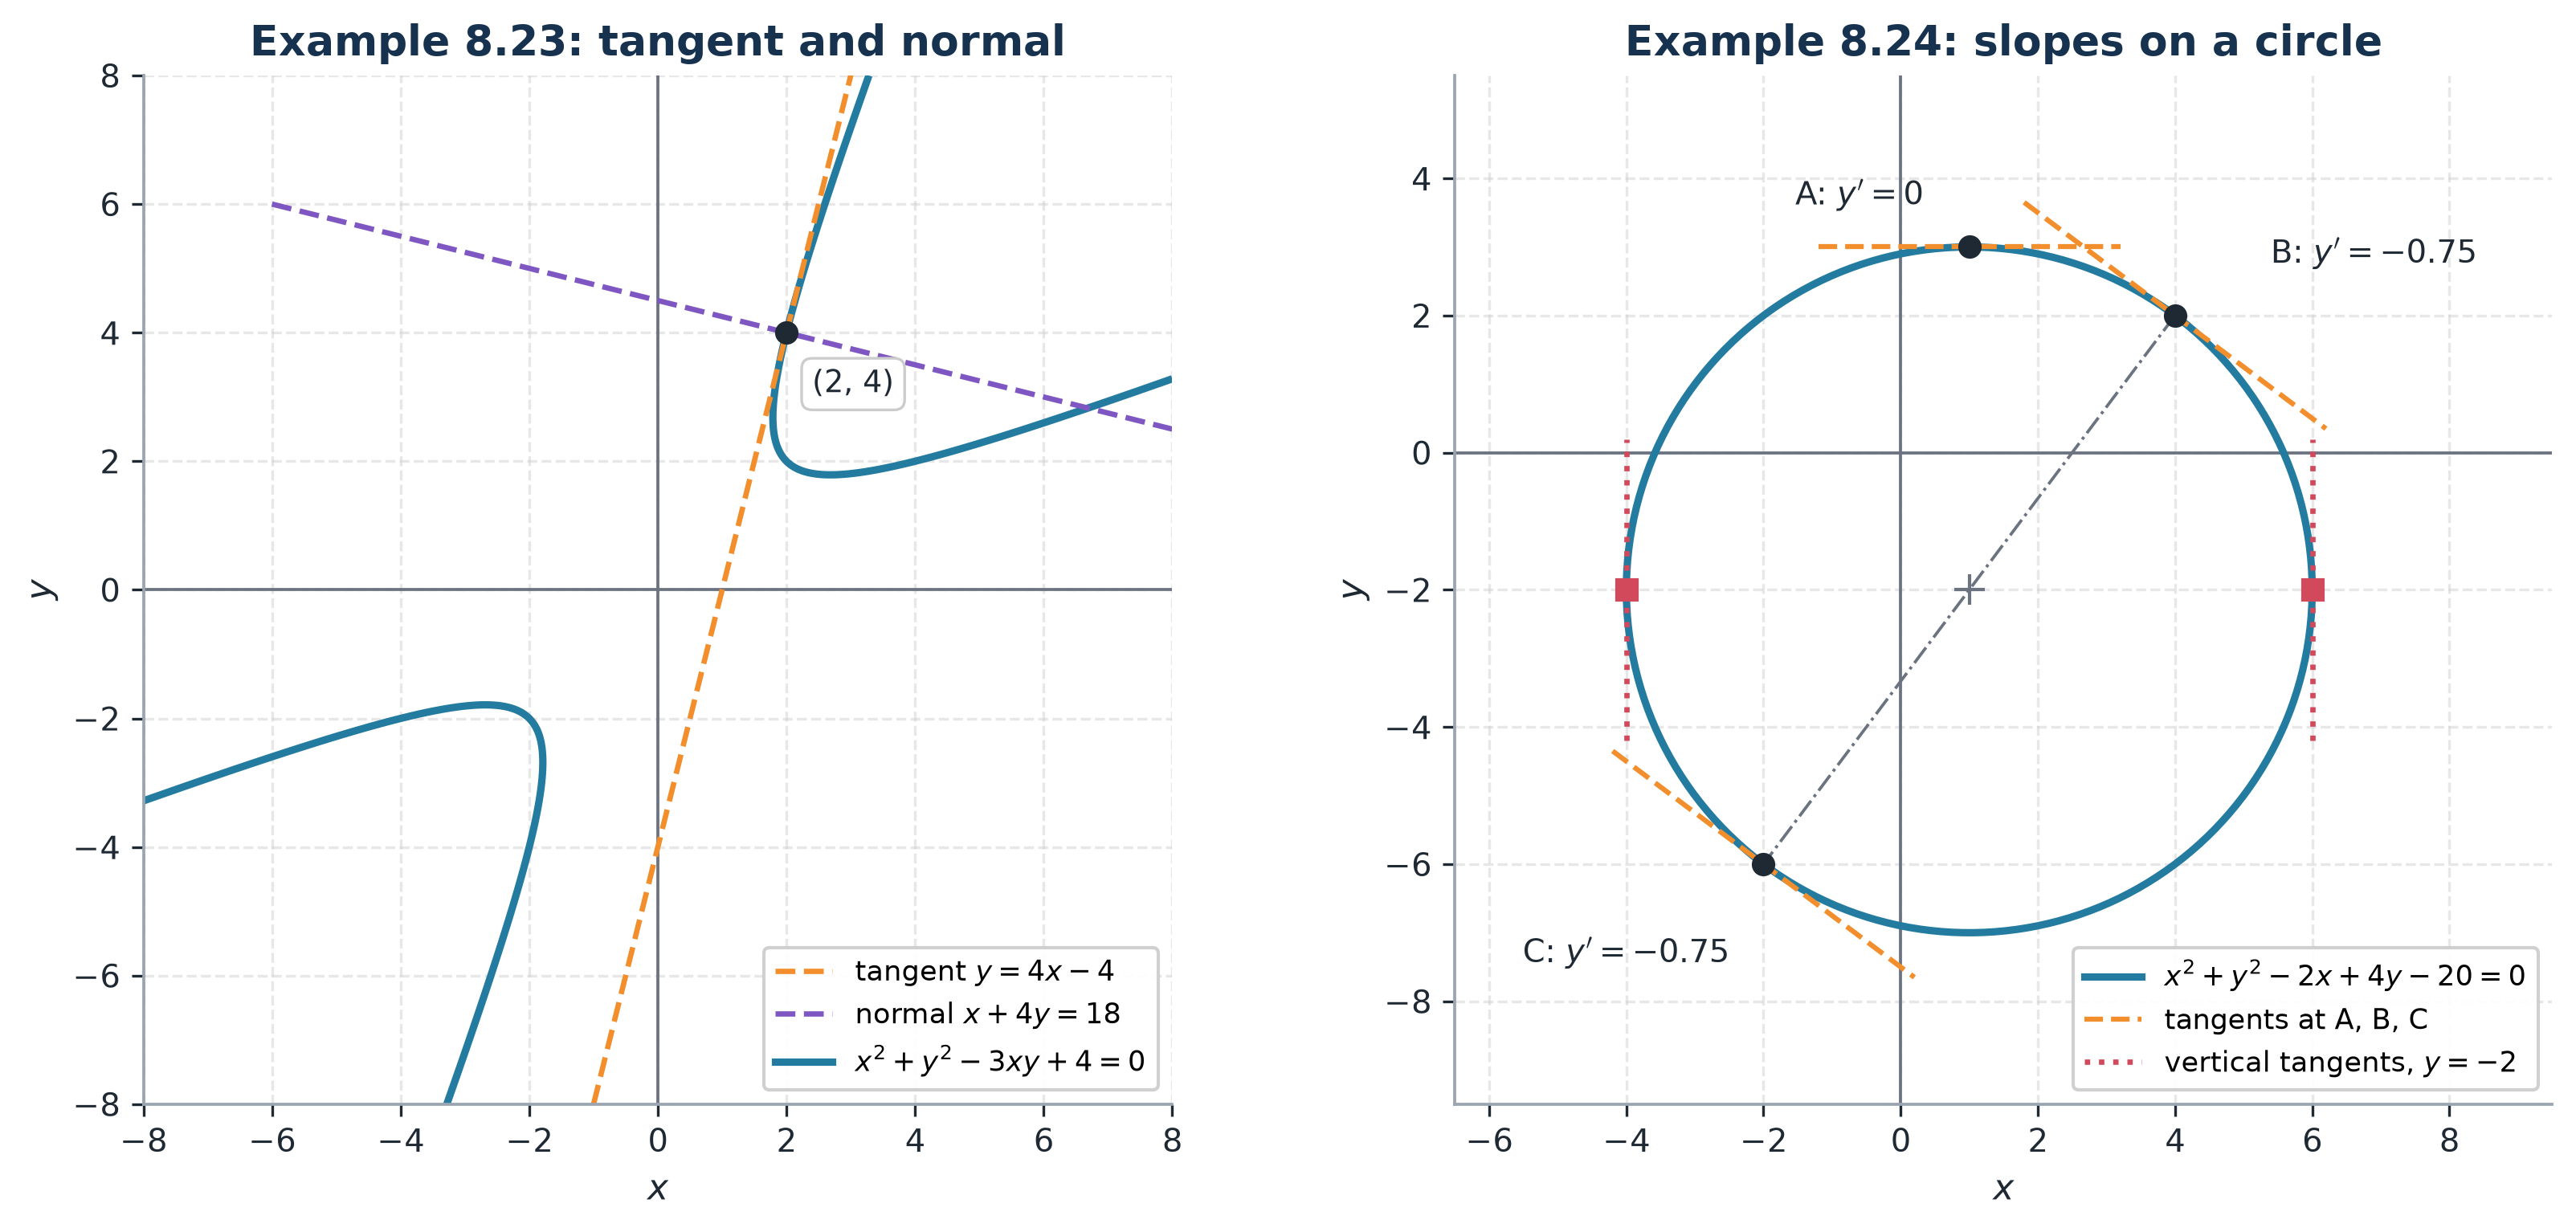 Example 8.23: tangent and normal
8
6
4
2
0
−2
−4
−6
−8
y
(2, 4)
tangent y = 4x − 4
normal x + 4y = 18
x² + y² − 3xy + 4 = 0
−8 −6 −4 −2 0 2 4 6 8
x
Example 8.24: slopes on a circle
4
2
0
−2
−4
−6
−8
y
A: y′ = 0
B: y′ = −0.75
C: y′ = −0.75
x² + y² − 2x + 4y − 20 = 0
tangents at A, B, C
vertical tangents, y = −2
−6 −4 −2 0 2 4 6 8
x